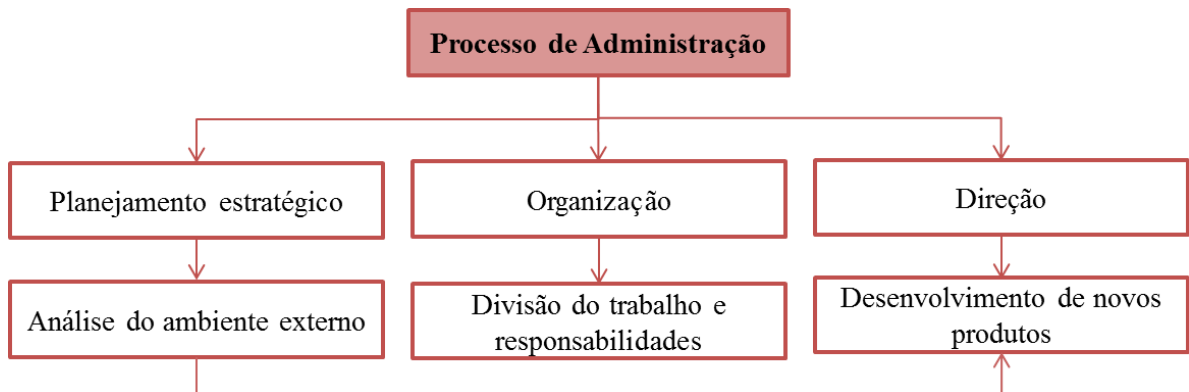 Processo de Administração
Planejamento estratégico
Organização
Direção
Análise do ambiente externo
Divisão do trabalho e
responsabilidades
Desenvolvimento de novos
produtos